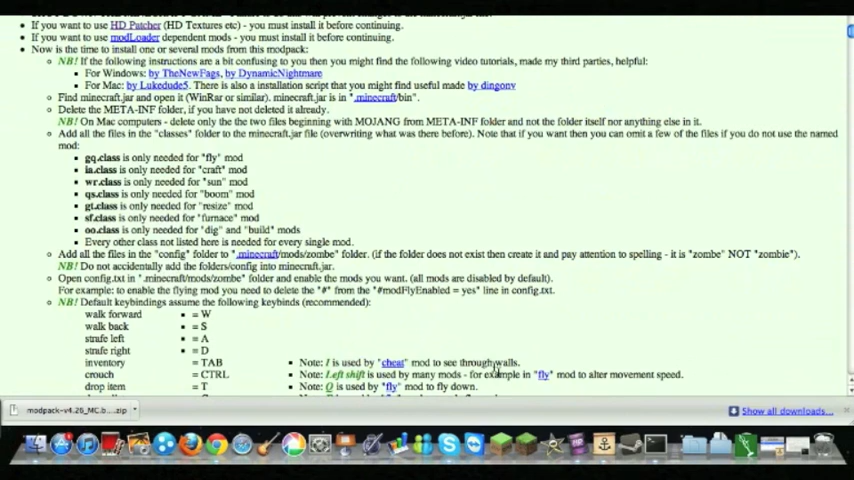 If you want to use HD Patcher (HD Textures etc) - you must install it before continuing.
If you want to use modLoader dependent mods - you must install it before continuing.
Now is the time to install one or several mods from this modpack:
NB! If the following instructions are a bit confusing to you then you might find the following video tutorials, made my third parties, helpful:
For Windows: by TheNewFags, by DynamicNightmare
For Mac: by Lukedude5. There is also a installation script that you might find useful made by dingony
Find minecraft.jar and open it (WinRar or similar). minecraft.jar is in ".minecraft/bin".
Delete the META-INF folder, if you have not deleted it already.
NB! On Mac computers - delete only the the two files beginning with MOJANG from META-INF folder and not the folder itself nor anything else in it.
Add all the files in the "classes" folder to the minecraft.jar file (overwriting what was there before). Note that if you want then you can omit a few of the files if you do not use the named
mod:
gq.class is only needed for "fly" mod
ia.class is only needed for "craft" mod
wr.class is only needed for "sun" mod
qs.class is only needed for "boom" mod
gt.class is only needed for "resize" mod
sf.class is only needed for "furnace" mod
oo.class is only needed for "dig" and "build" mods
Every other class not listed here is needed for every single mod.
Add all the files in the "config" folder to ".minecraft/mods/zombe" folder. (if the folder does not exist then create it and pay attention to spelling - it is "zombe" NOT "zombie").
NB! Do not accidentally add the folders/config into minecraft.jar.
Open config.txt in ".minecraft/mods/zombe" folder and enable the mods you want. (all mods are disabled by default).
For example: to enable the flying mod you need to delete the "#" from the "#modFlyEnabled = yes" line in config.txt.
NB! Default keybindings assume the following keybinds (recommended):
walk forward = W
walk back = S
strafe left = A
strafe right = D
inventory = TAB Note: I is used by "cheat" mod to see through walls.
crouch = CTRL Note: Left shift is used by many mods - for example in "fly" mod to alter movement speed.
drop item = T Note: Q is used by "fly" mod to fly down.
modpack-v4.26_MC.b....zip
Show all downloads...